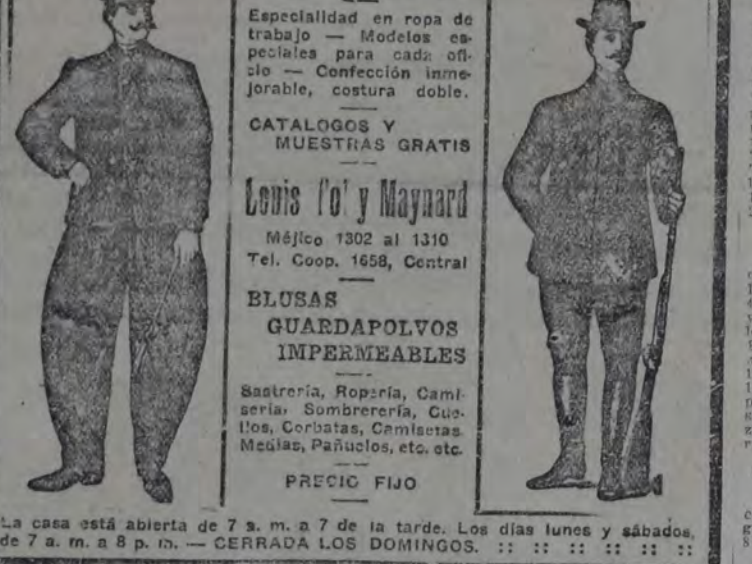 Especialidad en ropa de
trabajo — Modelos es-
peciales para cada ofi-
cio — Confección inme-
jorable, costura doble.
CATALOGOS Y
MUESTRAS GRATIS
Louis y Maynard
Méjico 1302 al 1310
Tel. Coop. 1658, Central
BLUSAS
GUARDAPOLVOS
IMPERMEABLES
Sastrería, Ropería, Cami-
sería, Sombrerería, Cue-
llos, Corbatas, Camisetas
Medias, Pañuelos, etc. etc.
PRECIO FIJO
La casa está abierta de 7 a. m. a 7 de la tarde. Los días lunes y sábados,
de 7 a. m. a 8 p. m. — CERRADA LOS DOMINGOS. :: :: :: :: :: ::